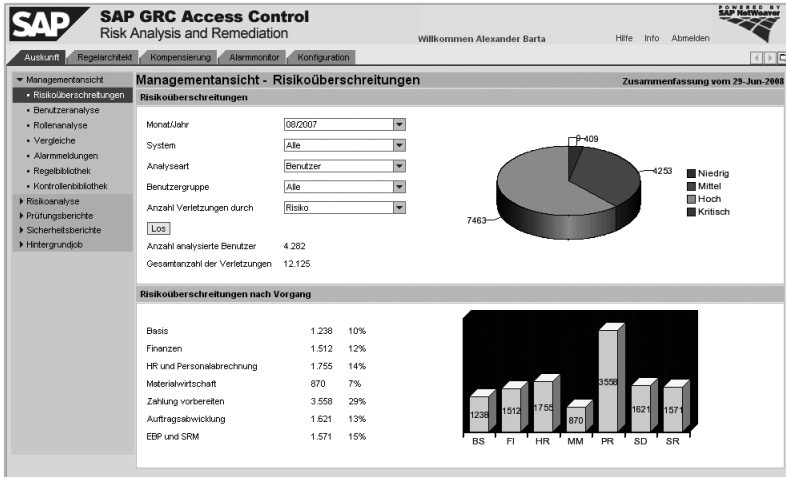 POWERED BY
SAP NetWeaver
SAP
SAP GRC Access Control
Risk Analysis and Remediation
Willkommen Alexander Barta
Hilfe Info Abmelden
Auskunft Regelarchitekt Kompensierung Alarmmonitor Konfiguration
Managementansicht
Risikoüberschreitungen
Benutzeranalyse
Rollenanalyse
Vergleiche
Alarmmeldungen
Regelbibliothek
Kontrollenbibliothek
Risikoanalyse
Prüfungsberichte
Sicherheitsberichte
Hintergrundjob
Managementansicht - Risikoüberschreitungen
Zusammenfassung vom 29-Jun-2008
Risikoüberschreitungen
Monat/Jahr 08/2007
System Alle
Analyseart Benutzer
Benutzergruppe Alle
Anzahl Verletzungen durch Risiko
Los
Anzahl analysierte Benutzer 4.282
Gesamtanzahl der Verletzungen 12.125
409
4253
7463
Niedrig
Mittel
Hoch
Kritisch
Risikoüberschreitungen nach Vorgang
Basis 1.238 10%
Finanzen 1.512 12%
HR und Personalabrechnung 1.755 14%
Materialwirtschaft 870 7%
Zahlung vorbereiten 3.558 29%
Auftragsabwicklung 1.621 13%
EBP und SRM 1.571 15%
1238 1512 1755 870 3558 1621 1571
BS FI HR MM PR SD SR